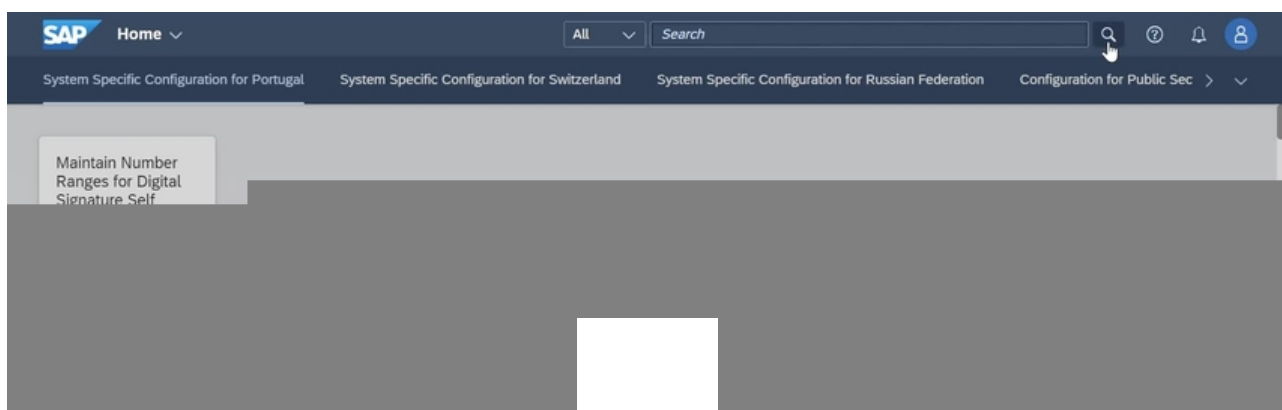 SAP Home All Search
System Specific Configuration for Portugal System Specific Configuration for Switzerland System Specific Configuration for Russian Federation Configuration for Public Sec
Maintain Number
Ranges for Digital
Signature Self